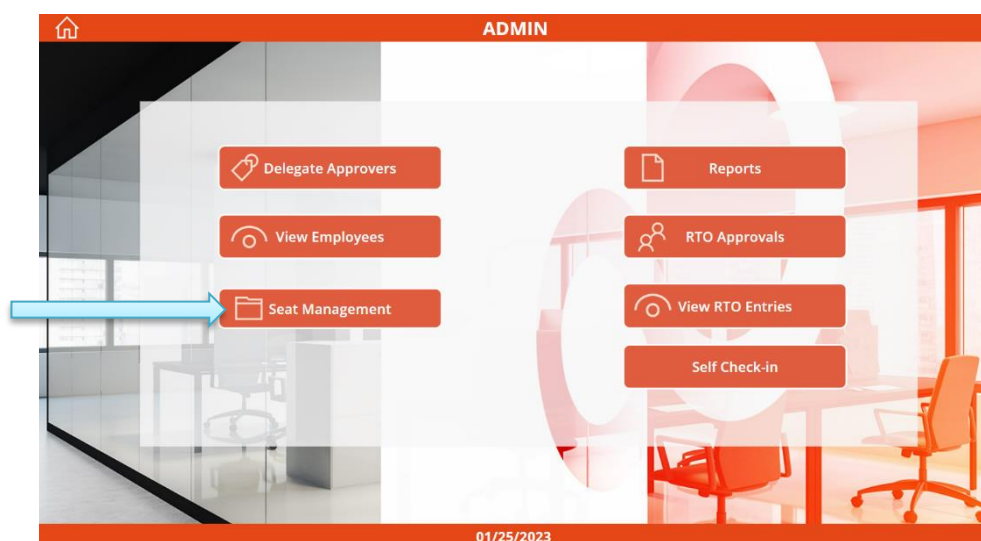 ADMIN
Delegate Approvers
Reports
View Employees
RTO Approvals
Seat Management
View RTO Entries
Self Check-in
01/25/2023